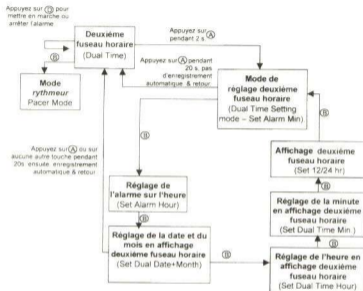 Appuyez sur Ⓓ pour
mettre en marche ou
arrêter l'alarme
Deuxième
fuseau horaire
(Dual Time)
Appuyez sur
pendant 2 s Ⓐ
Ⓑ
Mode
rythmeur
Pacer Mode
Appuyez sur Ⓐ pendant
20 s, pas
d'enregistrement
automatique & retour.
Mode de
réglage deuxième
fuseau horaire
(Dual Time Setting
mode – Set Alarm Min.)
Ⓑ
Ⓑ
Appuyez sur Ⓐ ou sur
aucune autre touche pendant
20s ensuite enregistrement
automatique & retour.
Affichage deuxième
fuseau horaire
(Set 12/24 hr)
Ⓑ
Réglage de
l'alarme sur l'heure
(Set Alarm Hour)
Ⓑ
Réglage de la minute
en affichage deuxième
fuseau horaire
(Set Dual Time Min.)
Ⓑ
Réglage de la date et du
mois en affichage
deuxième fuseau horaire
(Set Dual Date+Month)
Ⓑ
Réglage de l'heure en
affichage deuxième
fuseau horaire
(Set Dual Time Hour)